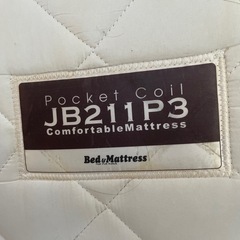 Pocket Coil
JB211P3
ComfortableMattress
Bed&Mattress